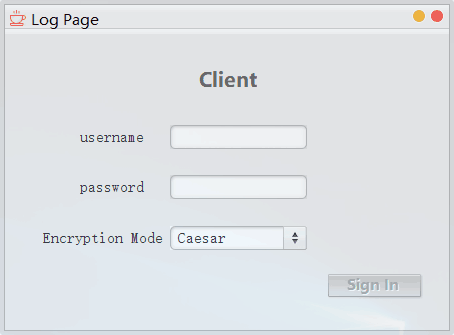 Log Page
Client
username
password
Encryption Mode Caesar
Sign In